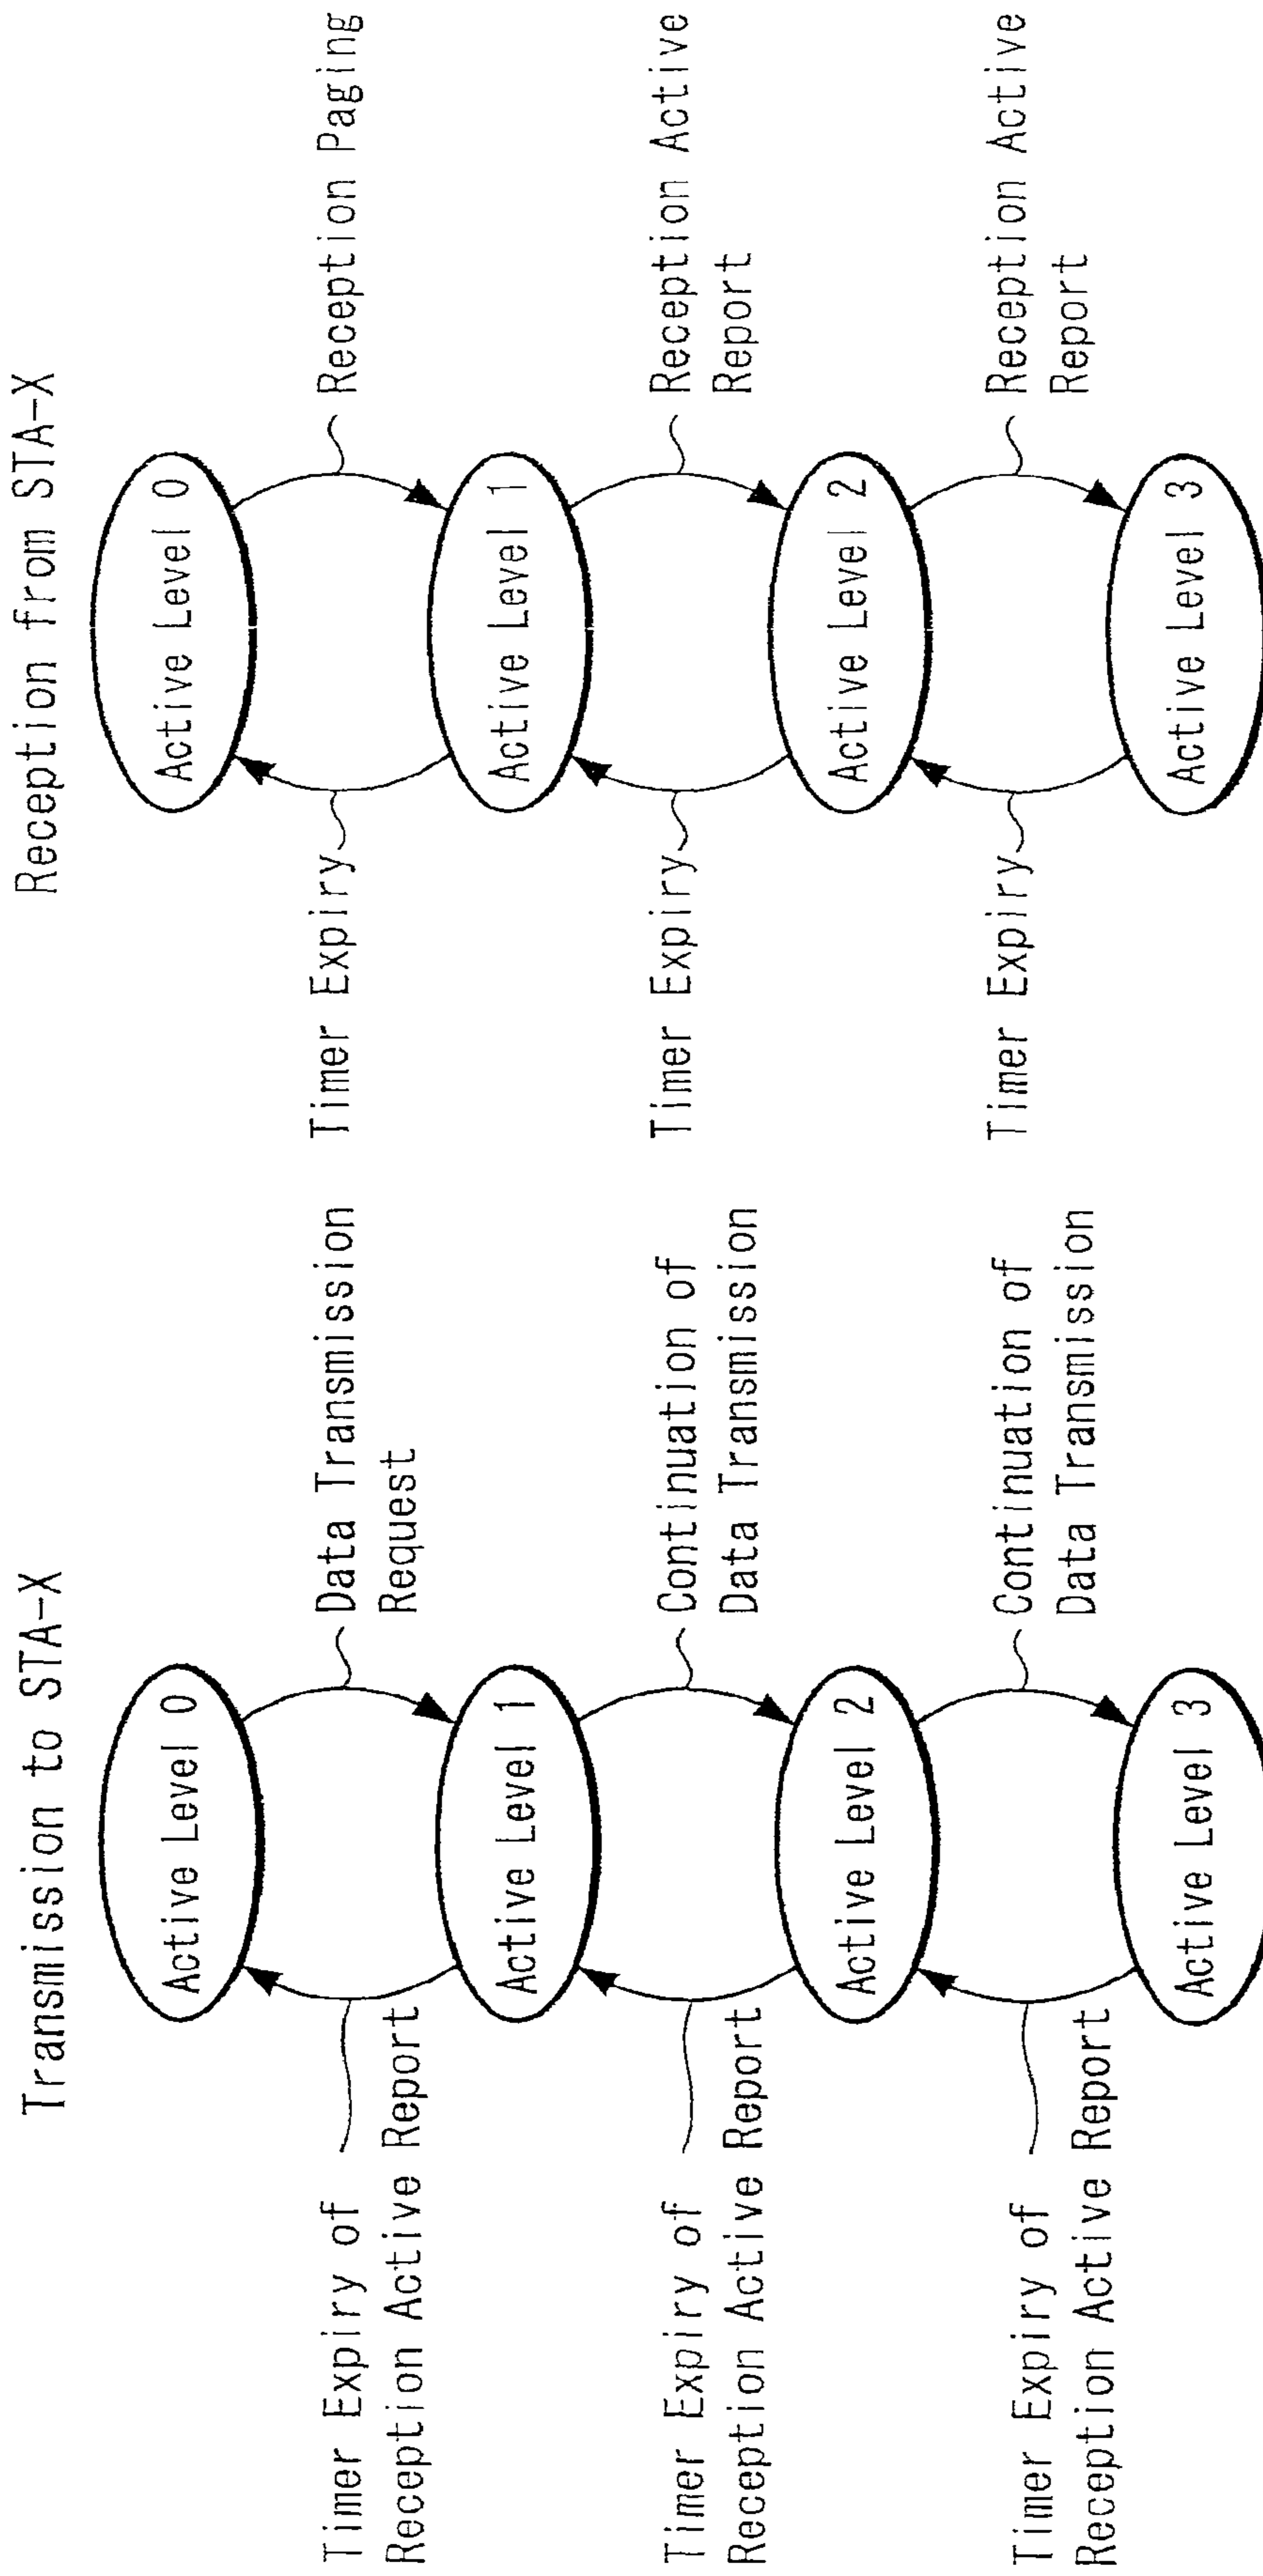 Transmission to STA-X
Active Level 0
Timer Expiry of
Reception Active Report
Data Transmission
Request
Active Level 1
Timer Expiry of
Reception Active Report
Continuation of
Data Transmission
Active Level 2
Timer Expiry of
Reception Active Report
Continuation of
Data Transmission
Active Level 3
Reception from STA-X
Active Level 0
Timer Expiry
Reception Paging
Active Level 1
Timer Expiry
Reception Active
Report
Active Level 2
Timer Expiry
Reception Active
Report
Active Level 3